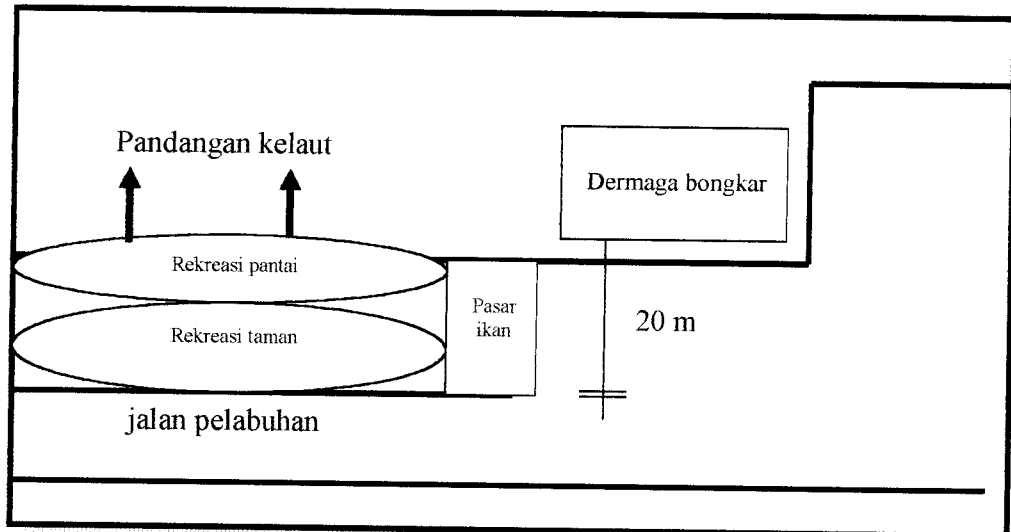 Pandangan kelaut
Dermaga bongkar
Rekreasi pantai
Pasar
ikan
20 m
Rekreasi taman
jalan pelabuhan